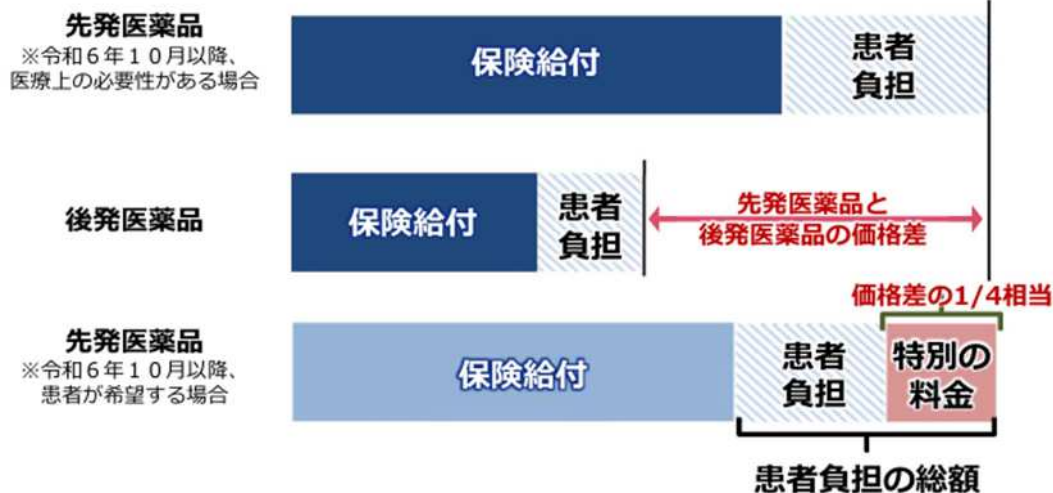 先発医薬品
※令和6年10月以降、
医療上の必要性がある場合
保険給付
患者
負担
後発医薬品
保険給付
患者
負担
先発医薬品と
後発医薬品の価格差
価格差の1/4相当
先発医薬品
※令和6年10月以降、
患者が希望する場合
保険給付
患者
負担
特別の
料金
患者負担の総額